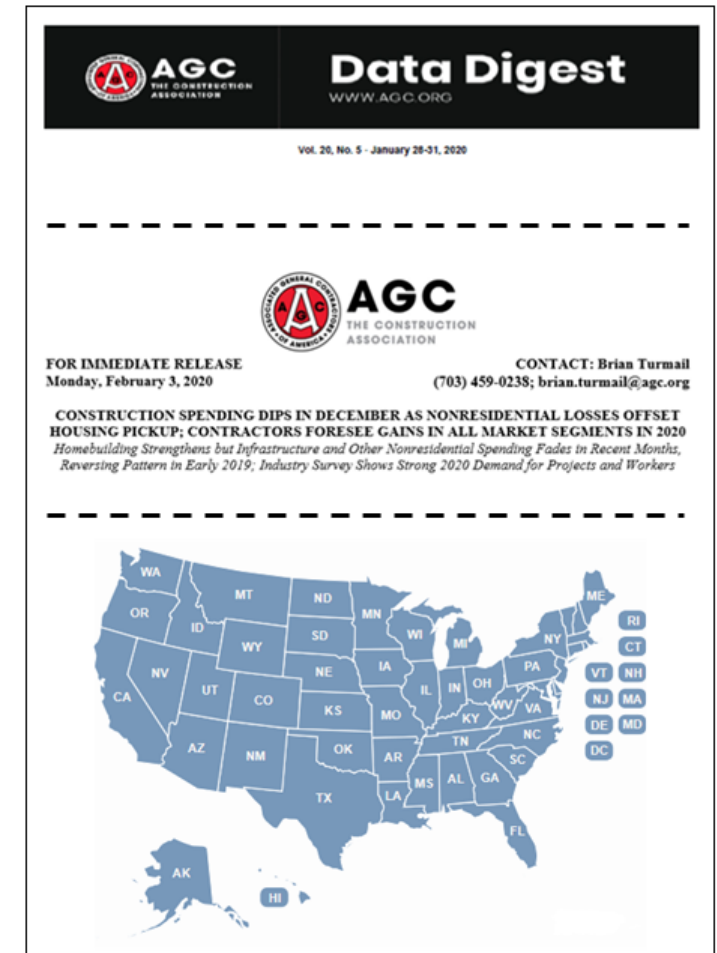 AGC
THE CONSTRUCTION
ASSOCIATION
Data Digest
WWW.AGC.ORG
Vol. 20, No. 5 - January 28-31, 2020
AGC
THE CONSTRUCTION
ASSOCIATION
FOR IMMEDIATE RELEASE
Monday, February 3, 2020
CONTACT: Brian Turmail
(703) 459-0238; brian.turmail@agc.org
CONSTRUCTION SPENDING DIPS IN DECEMBER AS NONRESIDENTIAL LOSSES OFFSET
HOUSING PICKUP; CONTRACTORS FORESEE GAINS IN ALL MARKET SEGMENTS IN 2020
Homebuilding Strengthens but Infrastructure and Other Nonresidential Spending Fades in Recent Months,
Reversing Pattern in Early 2019; Industry Survey Shows Strong 2020 Demand for Projects and Workers
WA
MT
ND
MN
ME
OR
ID
WY
SD
WI
MI
NY
RI
CT
NV
UT
CO
NE
IA
IL
IN
OH
PA
VT
NH
CA
KS
MO
KY
WV
VA
NJ
MA
AZ
NM
OK
AR
TN
NC
DE
MD
TX
LA
MS
AL
GA
SC
DC
FL
AK
HI
ASSOCIATED GENERAL CONTRACTORS
OF AMERICA
AGC